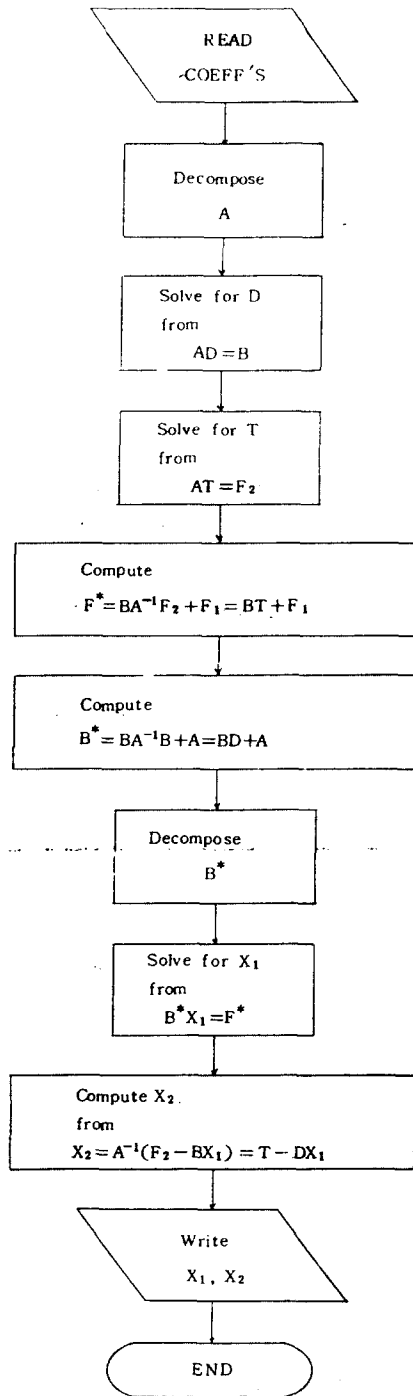 READ
COEFF'S
Decompose
A
Solve for D
from
AD=B
Solve for T
from
AT=F₂
Compute
F*=BA⁻¹F₂+F₁=BT+F₁
Compute
B*=BA⁻¹B+A=BD+A
Decompose
B*
Solve for X₁
from
B*X₁=F*
Compute X₂
from
X₂=A⁻¹(F₂-BX₁)=T-DX₁
Write
X₁, X₂
END